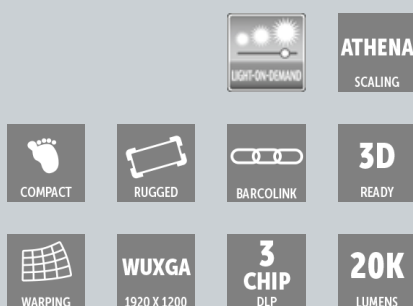 LIGHT-ON-DEMAND
ATHENA
SCALING
COMPACT
RUGGED
BARCOLINK
3D
READY
WARPING
WUXGA
1920 X 1200
3
CHIP
DLP
20K
LUMENS